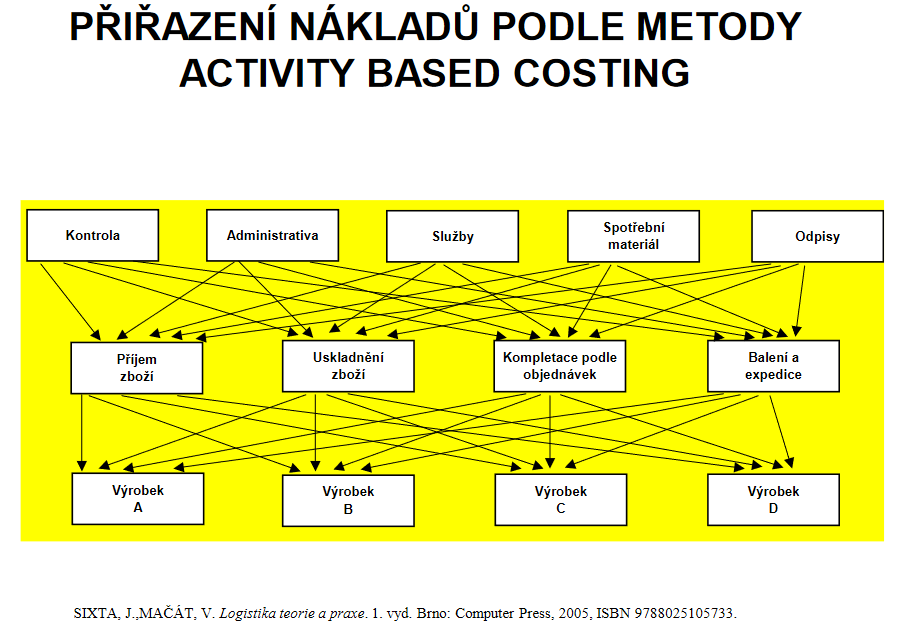 PŘIŘAZENÍ NÁKLADŮ PODLE METODY
ACTIVITY BASED COSTING
Kontrola
Administrativa
Služby
Spotřební
materiál
Odpisy
Příjem
zboží
Uskladnění
zboží
Kompletace podle
objednávek
Balení a
expedice
Výrobek
A
Výrobek
B
Výrobek
C
Výrobek
D
SIXTA, J.,MAČÁT, V. Logistika teorie a praxe. 1. vyd. Brno: Computer Press, 2005, ISBN 9788025105733.